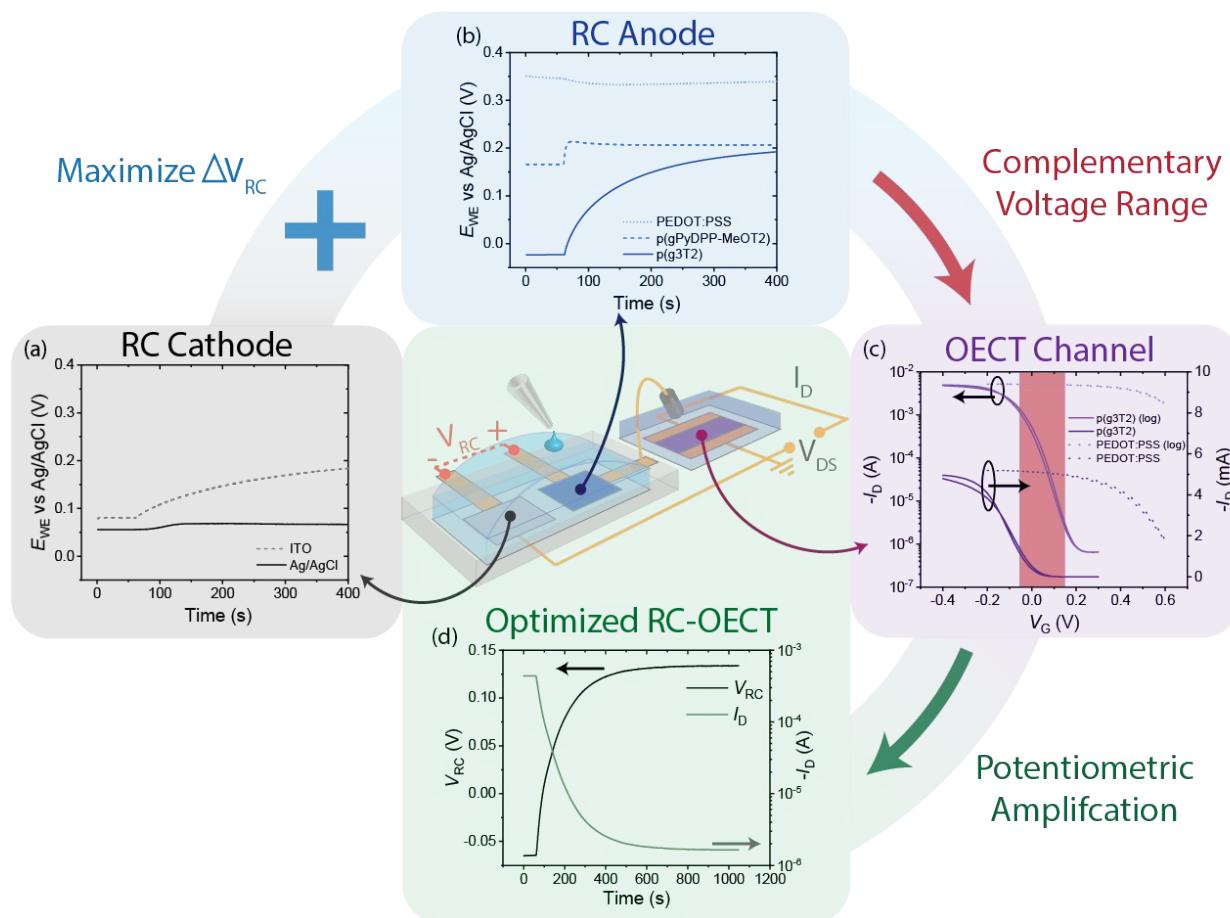 (b) RC Anode
0.4
0.3
0.2
0.1
0.0
E_WE vs Ag/AgCl (V)
PEDOT:PSS
p(gPyDPP-MeOT2)
p(g3T2)
0 100 200 300 400
Time (s)
Maximize ΔV_RC
+
Complementary
Voltage Range
(a) RC Cathode
0.4
0.3
0.2
0.1
0.0
E_WE vs Ag/AgCl (V)
ITO
Ag/AgCl
0 100 200 300 400
Time (s)
- V_RC +
I_D
V_DS
(c) OECT Channel
10⁻²
10⁻³
10⁻⁴
10⁻⁵
10⁻⁶
10⁻⁷
-I_D (A)
p(g3T2) (log)
p(g3T2)
PEDOT:PSS (log)
PEDOT:PSS
10
8
6
4
2
0
-I_D (mA)
-0.4 -0.2 0.0 0.2 0.4 0.6
V_G (V)
Optimized RC-OECT
(d)
0.15
0.10
0.05
0.00
-0.05
V_RC (V)
V_RC
I_D
10⁻³
10⁻⁴
10⁻⁵
10⁻⁶
-I_D (A)
0 200 400 600 800 1000 1200
Time (s)
Potentiometric
Amplifcation